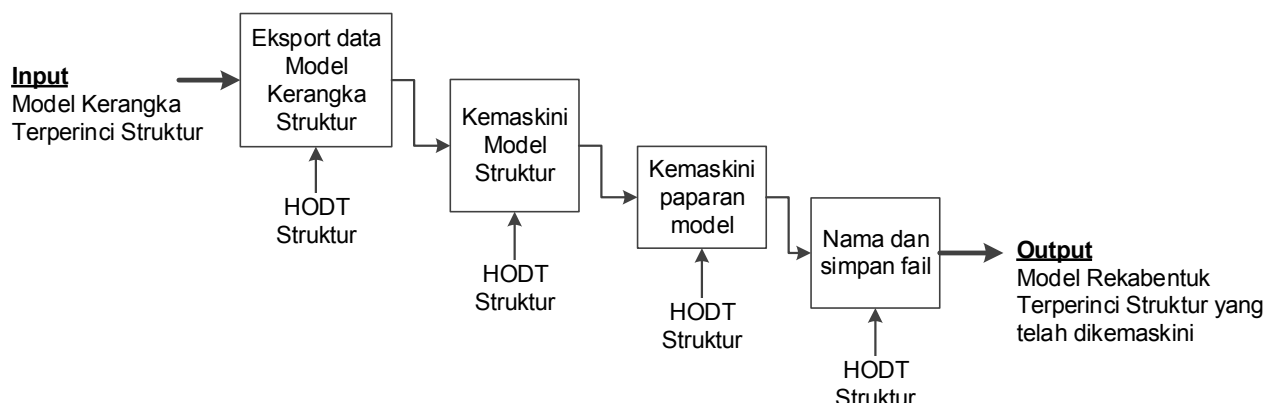 Input
Model Kerangka
Terperinci Struktur
Eksport data
Model
Kerangka
Struktur
HODT
Struktur
Kemaskini
Model
Struktur
HODT
Struktur
Kemaskini
paparan
model
HODT
Struktur
Nama dan
simpan fail
HODT
Struktur
Output
Model Rekabentuk
Terperinci Struktur yang
telah dikemaskini